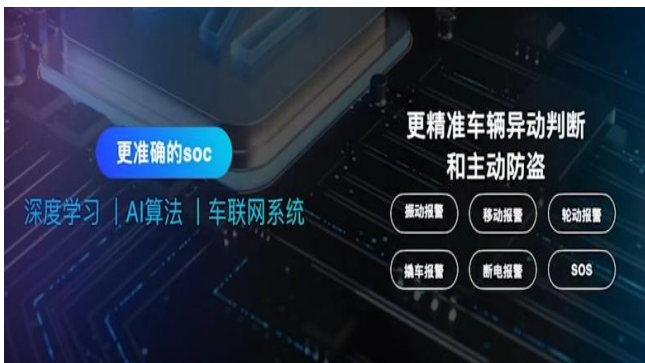 更准确的soc
深度学习 | AI算法 | 车联网系统
更精准车辆异动判断
和主动防盗
振动报警
移动报警
轮动报警
撬车报警
断电报警
SOS